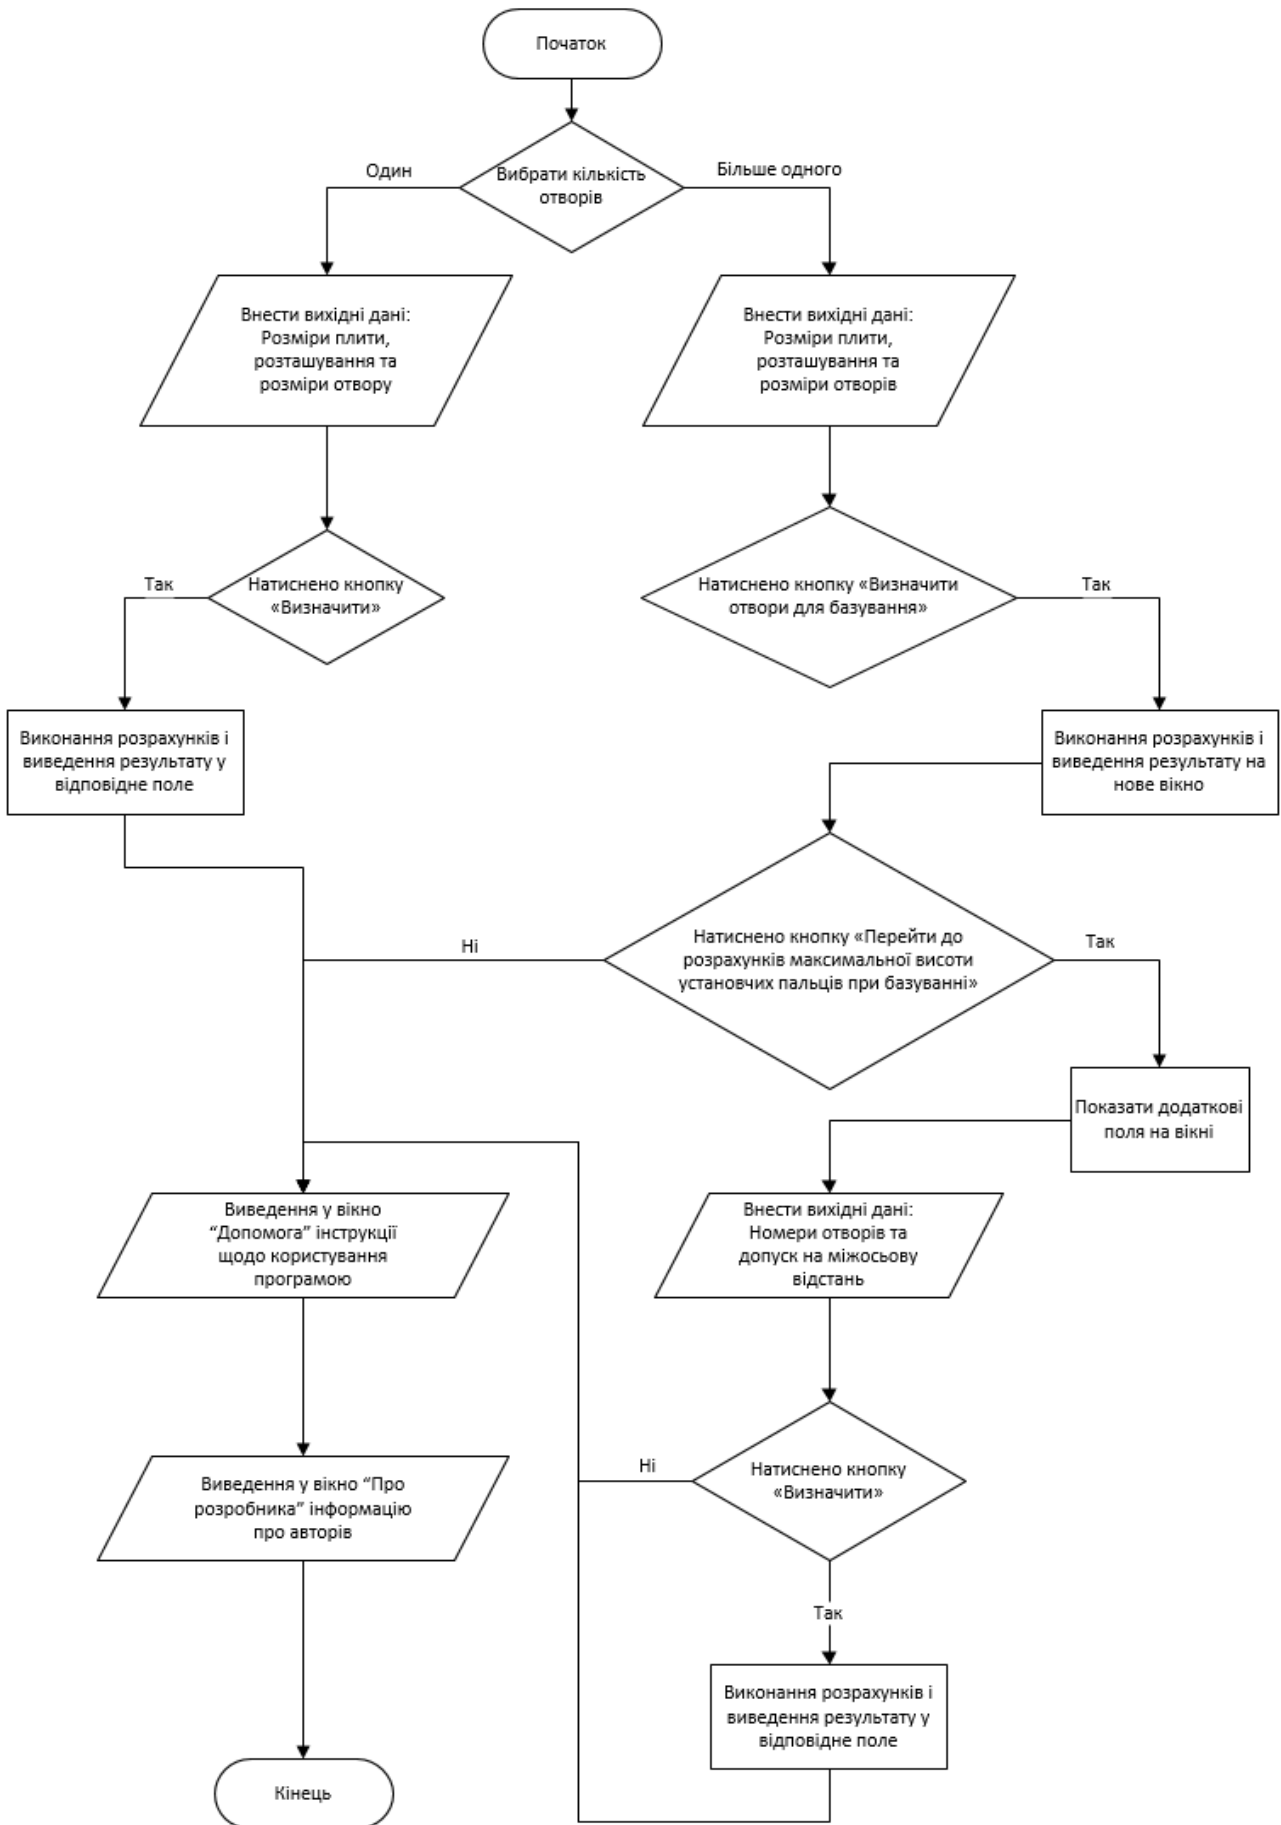 Початок
Один
Вибрати кількість
отворів
Більше одного
Внести вихідні дані:
Розміри плити,
розташування та
розміри отвору
Внести вихідні дані:
Розміри плити,
розташування та
розміри отворів
Так
Натиснено кнопку
«Визначити»
Натиснено кнопку «Визначити
отвори для базування»
Так
Виконання розрахунків і
виведення результату у
відповідне поле
Виконання розрахунків і
виведення результату на
нове вікно
Ні
Натиснено кнопку «Перейти до
розрахунків максимальної висоти
установчих пальців при базуванні»
Так
Показати додаткові
поля на вікні
Виведення у вікно
“Допомога” інструкції
щодо користування
програмою
Внести вихідні дані:
Номери отворів та
допуск на міжосьову
відстань
Виведення у вікно “Про
розробника” інформацію
про авторів
Ні
Натиснено кнопку
«Визначити»
Так
Виконання розрахунків і
виведення результату у
відповідне поле
Кінець